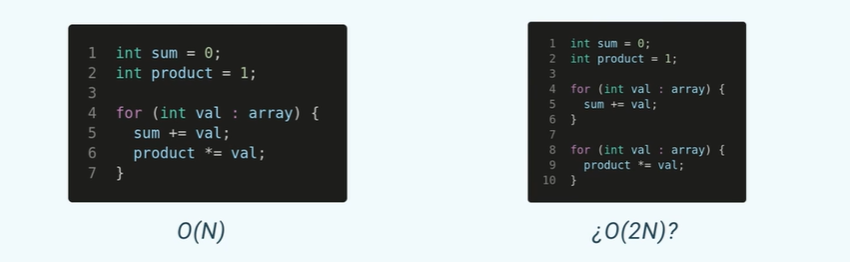 1 int sum = 0;
2 int product = 1;
3
4 for (int val : array) {
5   sum += val;
6   product *= val;
7 }
O(N)
1 int sum = 0;
2 int product = 1;
3
4 for (int val : array) {
5   sum += val;
6 }
7
8 for (int val : array) {
9   product *= val;
10 }
¿O(2N)?